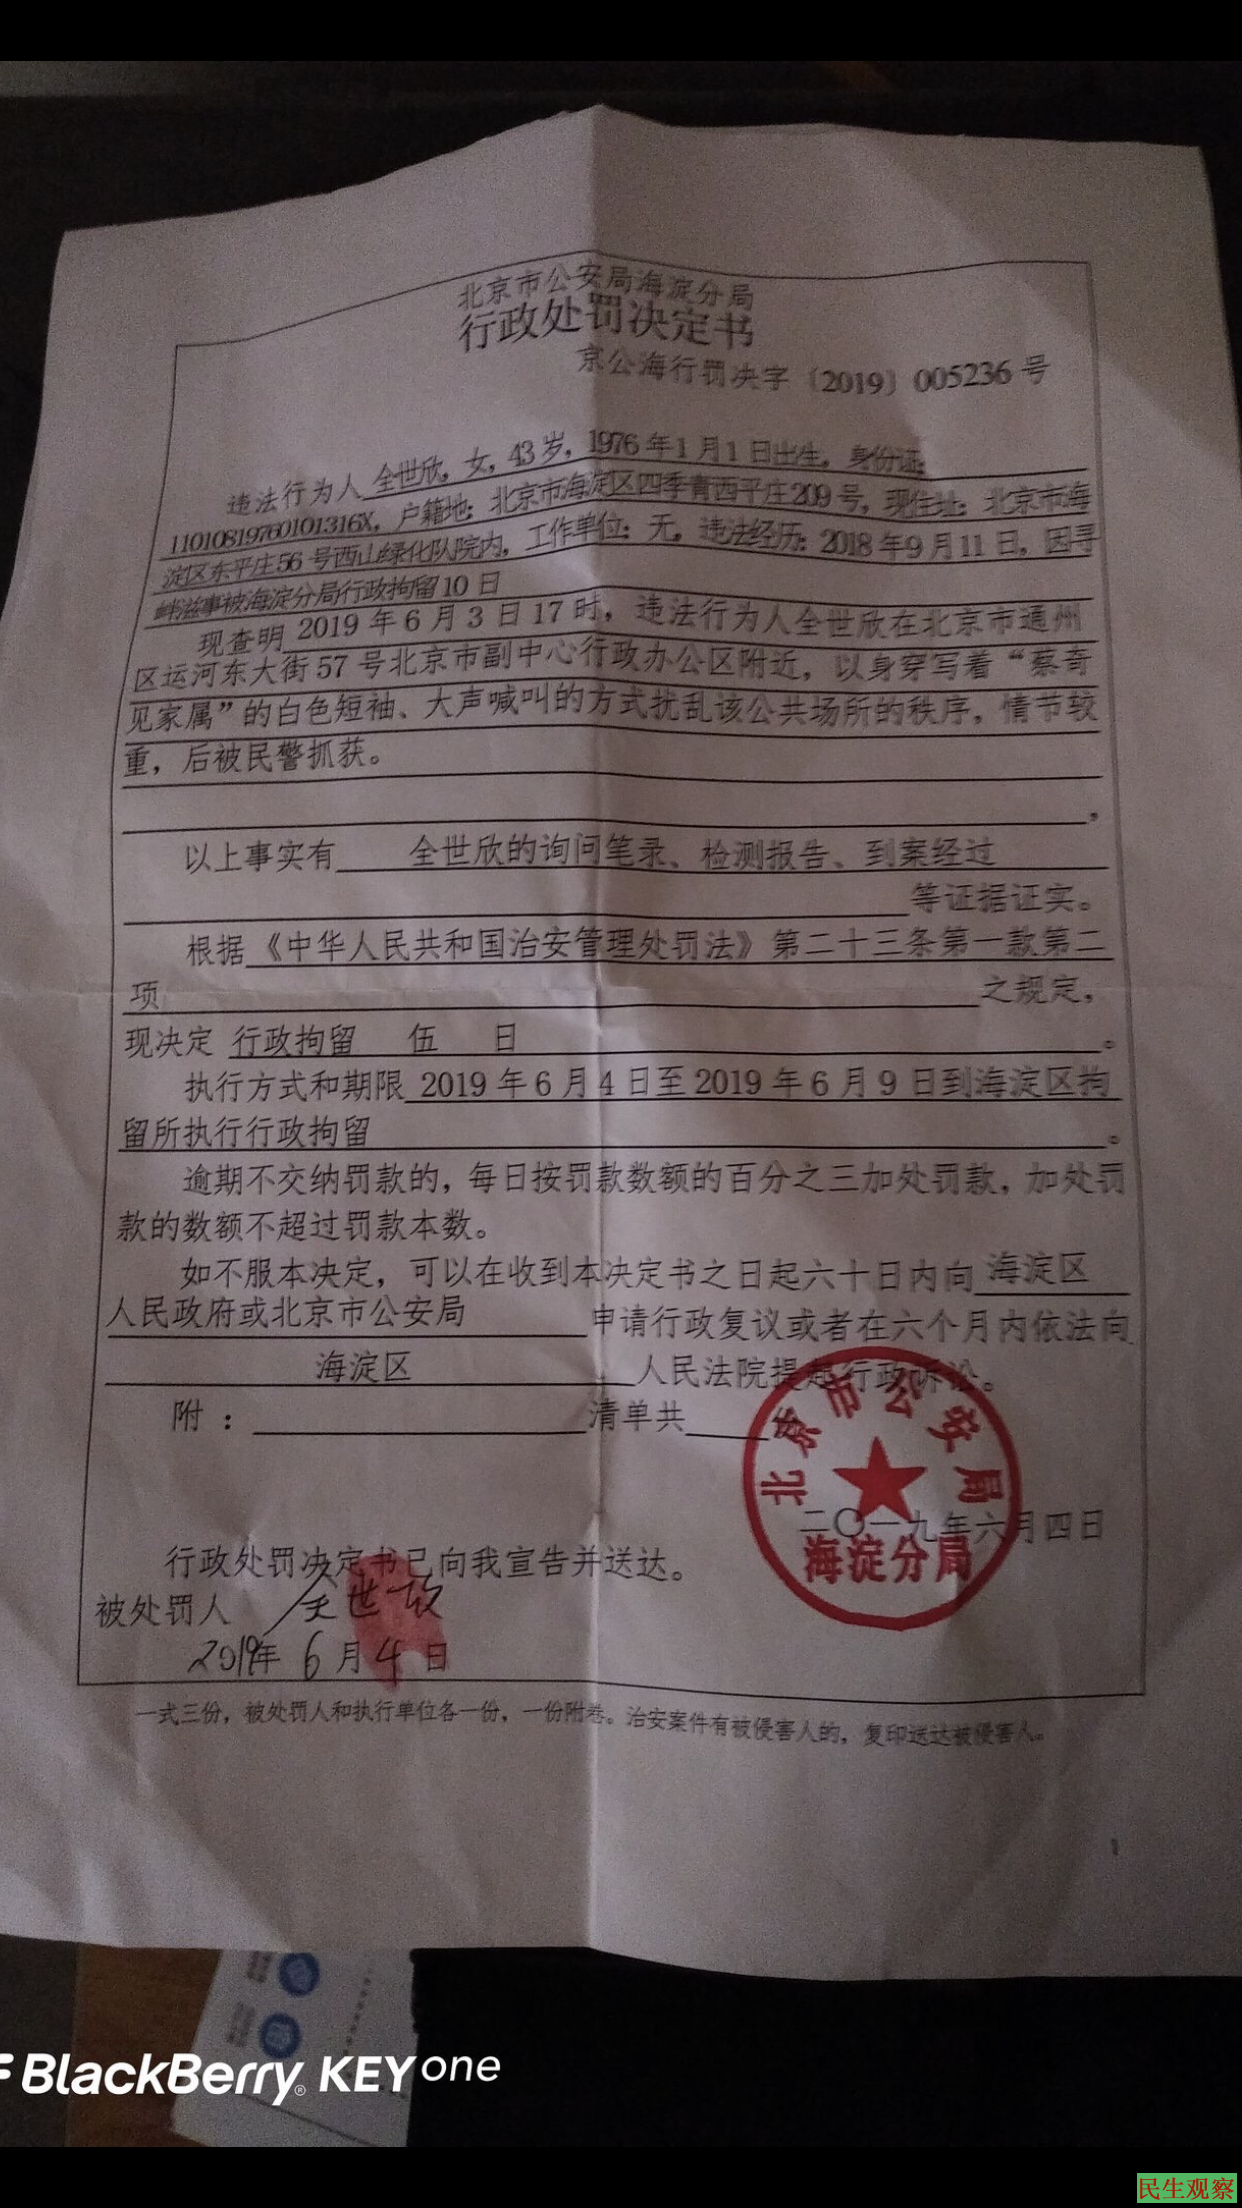 北京市公安局海淀分局
行政处罚决定书
京公海行罚决字〔2019〕005236号
违法行为人 全世欣，女，43岁，1976年1月1日出生，身份证：
11010819760101316X，户籍地：北京市海淀区四季青西平庄209号，现住址：北京市海
淀区东平庄56号西山绿化队院内，工作单位：无。违法经历：2018年9月11日，因寻
衅滋事被海淀分局行政拘留10日
现查明 2019年6月3日17时，违法行为人全世欣在北京市通州
区运河东大街57号北京市副中心行政办公区附近，以身穿写着“蔡奇
见家属”的白色短袖、大声喊叫的方式扰乱该公共场所的秩序，情节较
重，后被民警抓获。
。
以上事实有 全世欣的询问笔录、检测报告、到案经过
等证据证实。
根据《中华人民共和国治安管理处罚法》第二十三条第一款第二
项 之规定，
现决定 行政拘留 伍 日 。
执行方式和期限 2019年6月4日至2019年6月9日到海淀区拘
留所执行行政拘留 。
逾期不交纳罚款的，每日按罚款数额的百分之三加处罚款，加处罚
款的数额不超过罚款本数。
如不服本决定，可以在收到本决定书之日起六十日内向 海淀区
人民政府或北京市公安局 申请行政复议或者在六个月内依法向
海淀区 人民法院提起行政诉讼。
附： 清单共 份
北京市公安局
二〇一九年六月四日
海淀分局
行政处罚决定书已向我宣告并送达。
被处罚人 全世欣
2019年6月4日
一式三份，被处罚人和执行单位各一份，一份附卷。治安案件有被侵害人的，复印送达被侵害人。
1
BlackBerry® KEYone
民生观察